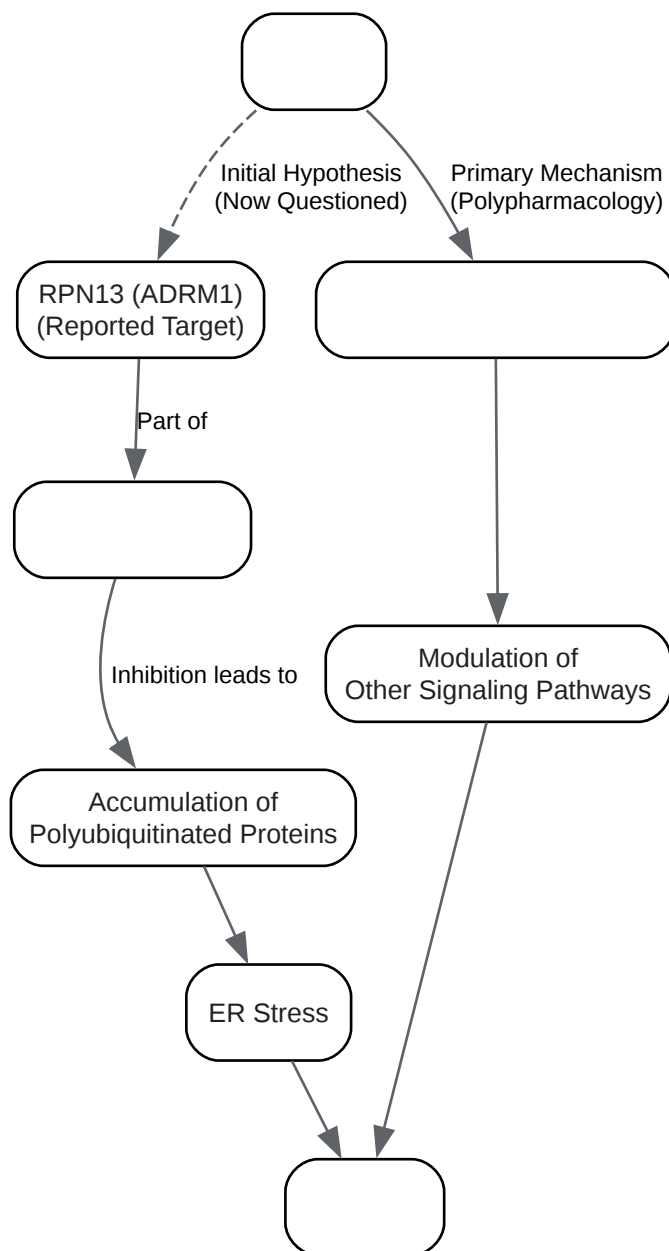 Initial Hypothesis
(Now Questioned)
Primary Mechanism
(Polypharmacology)
RPN13 (ADRM1)
(Reported Target)
Part of
Inhibition leads to
Modulation of
Other Signaling Pathways
Accumulation of
Polyubiquitinated Proteins
ER Stress